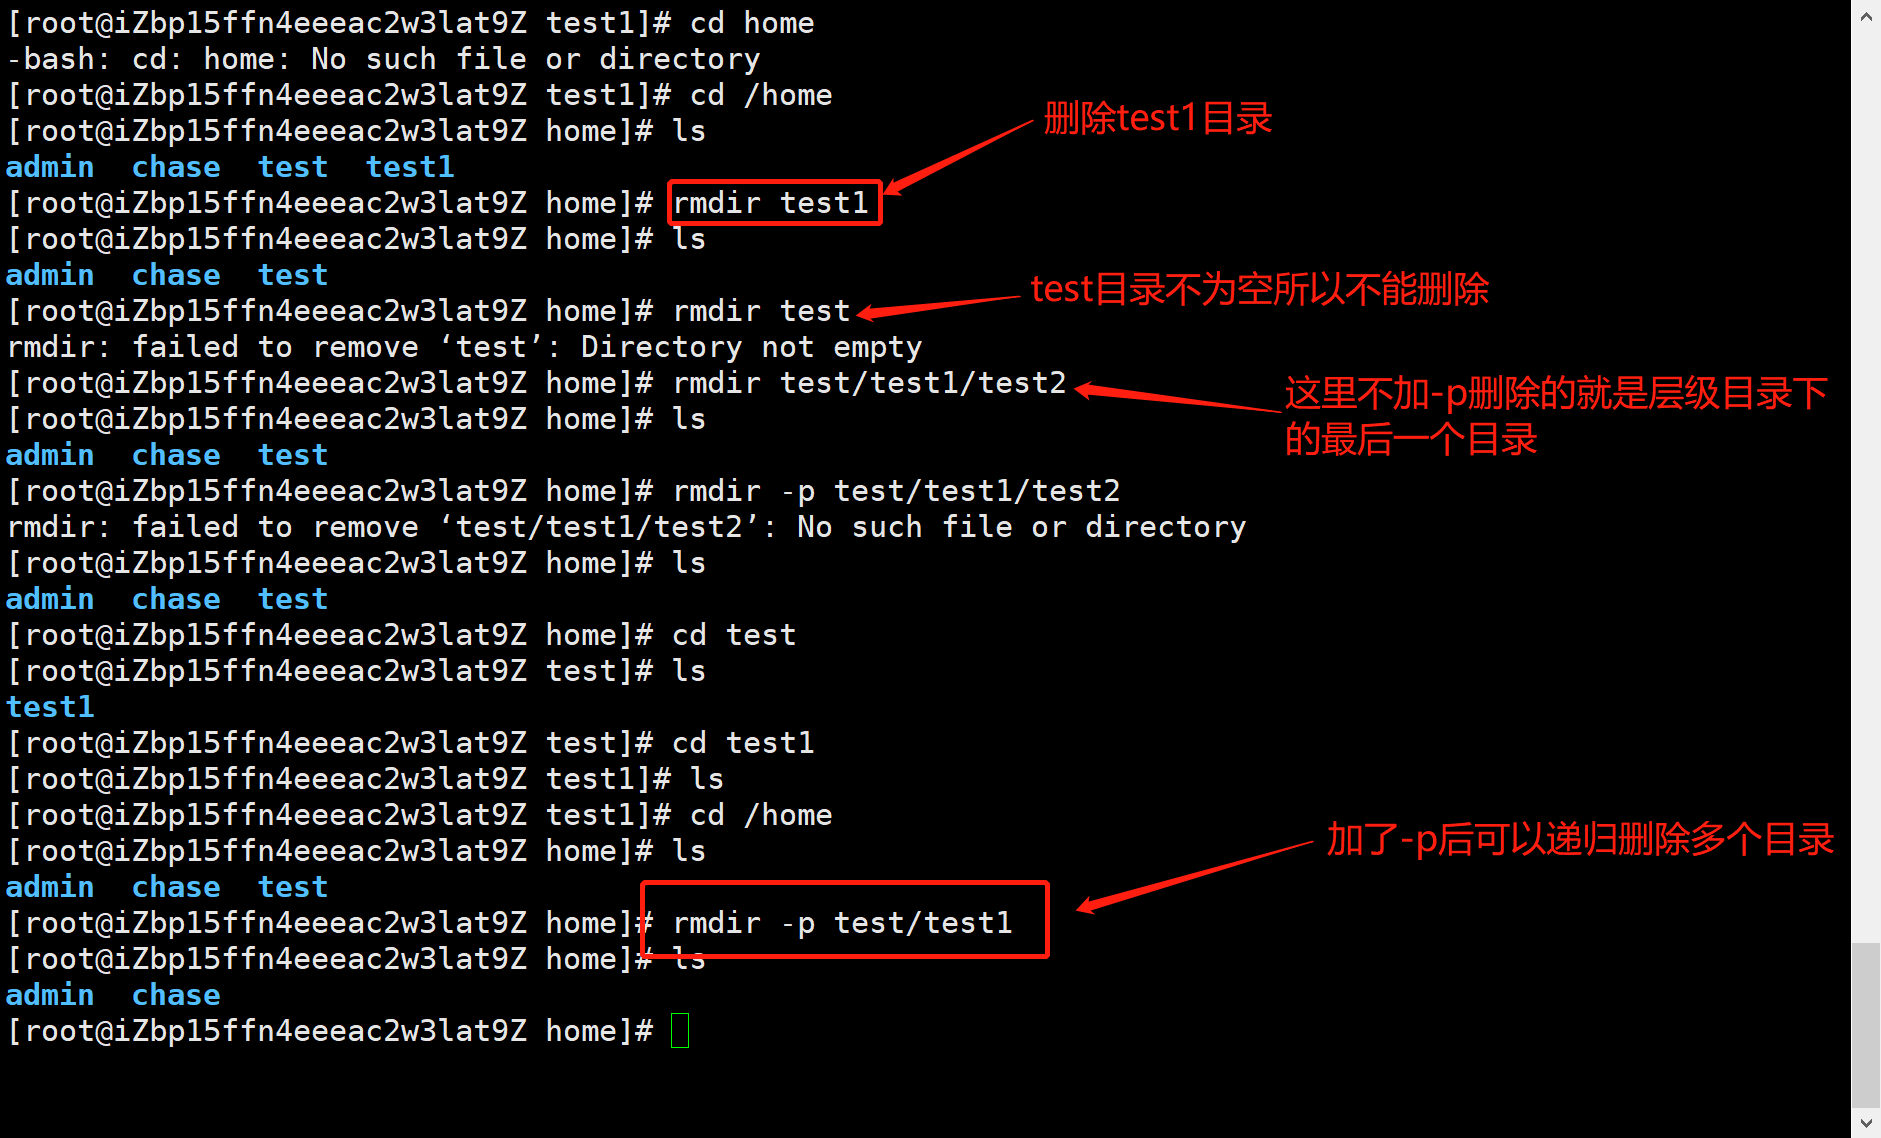 [root@iZbp15ffn4eeeac2w3lat9Z test1]# cd home
-bash: cd: home: No such file or directory
[root@iZbp15ffn4eeeac2w3lat9Z test1]# cd /home
[root@iZbp15ffn4eeeac2w3lat9Z home]# ls
删除test1目录
admin  chase  test  test1
[root@iZbp15ffn4eeeac2w3lat9Z home]# rmdir test1
[root@iZbp15ffn4eeeac2w3lat9Z home]# ls
admin  chase  test
test目录不为空所以不能删除
[root@iZbp15ffn4eeeac2w3lat9Z home]# rmdir test
rmdir: failed to remove ‘test’: Directory not empty
[root@iZbp15ffn4eeeac2w3lat9Z home]# rmdir test/test1/test2
这里不加-p删除的就是层级目录下
的最后一个目录
[root@iZbp15ffn4eeeac2w3lat9Z home]# ls
admin  chase  test
[root@iZbp15ffn4eeeac2w3lat9Z home]# rmdir -p test/test1/test2
rmdir: failed to remove ‘test/test1/test2’: No such file or directory
[root@iZbp15ffn4eeeac2w3lat9Z home]# ls
admin  chase  test
[root@iZbp15ffn4eeeac2w3lat9Z home]# cd test
[root@iZbp15ffn4eeeac2w3lat9Z test]# ls
test1
[root@iZbp15ffn4eeeac2w3lat9Z test]# cd test1
[root@iZbp15ffn4eeeac2w3lat9Z test1]# ls
[root@iZbp15ffn4eeeac2w3lat9Z test1]# cd /home
[root@iZbp15ffn4eeeac2w3lat9Z home]# ls
加了-p后可以递归删除多个目录
admin  chase  test
[root@iZbp15ffn4eeeac2w3lat9Z home]# rmdir -p test/test1
[root@iZbp15ffn4eeeac2w3lat9Z home]# ls
admin  chase
[root@iZbp15ffn4eeeac2w3lat9Z home]#